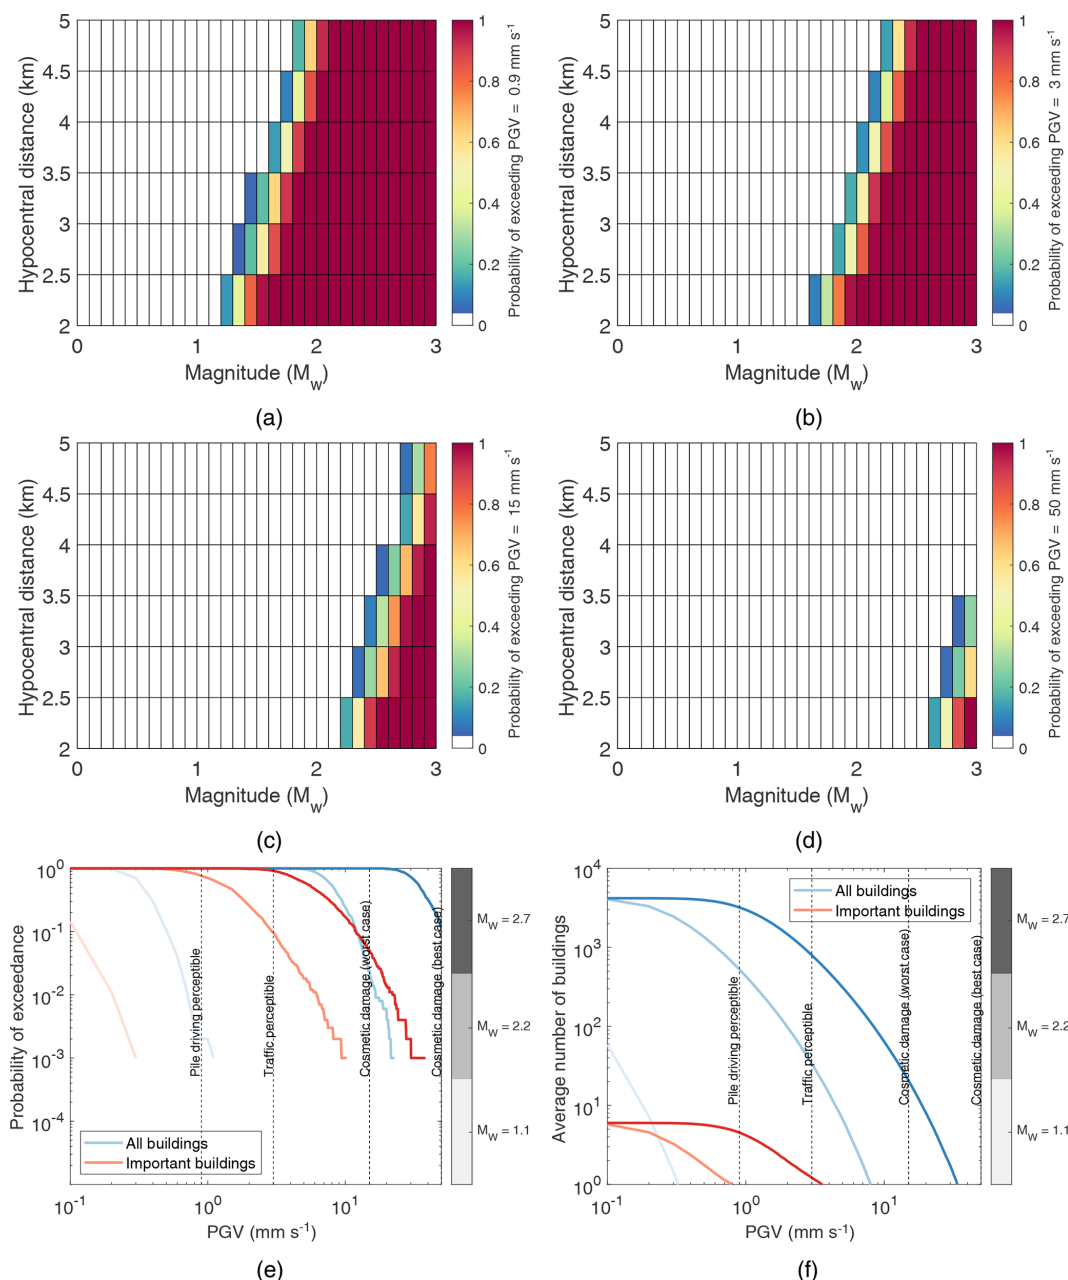 5
4.5
4
3.5
3
2.5
2
Hypocentral distance (km)
0
1
2
3
Magnitude (Mw)
1
0.8
0.6
0.4
0.2
0
Probability of exceeding PGV = 0.9 mm s-1
(a)
5
4.5
4
3.5
3
2.5
2
Hypocentral distance (km)
0
1
2
3
Magnitude (Mw)
1
0.8
0.6
0.4
0.2
0
Probability of exceeding PGV = 3 mm s-1
(b)
5
4.5
4
3.5
3
2.5
2
Hypocentral distance (km)
0
1
2
3
Magnitude (Mw)
1
0.8
0.6
0.4
0.2
0
Probability of exceeding PGV = 15 mm s-1
(c)
5
4.5
4
3.5
3
2.5
2
Hypocentral distance (km)
0
1
2
3
Magnitude (Mw)
1
0.8
0.6
0.4
0.2
0
Probability of exceeding PGV = 50 mm s-1
(d)
10^0
10^-1
10^-2
10^-3
10^-4
Probability of exceedance
Pile driving perceptible
Traffic perceptible
Cosmetic damage (worst case)
Cosmetic damage (best case)
All buildings
Important buildings
10^-1
10^0
10^1
PGV (mm s-1)
Mw = 2.7
Mw = 2.2
Mw = 1.1
(e)
10^4
10^3
10^2
10^1
10^0
Average number of buildings
All buildings
Important buildings
Pile driving perceptible
Traffic perceptible
Cosmetic damage (worst case)
Cosmetic damage (best case)
10^-1
10^0
10^1
PGV (mm s-1)
Mw = 2.7
Mw = 2.2
Mw = 1.1
(f)